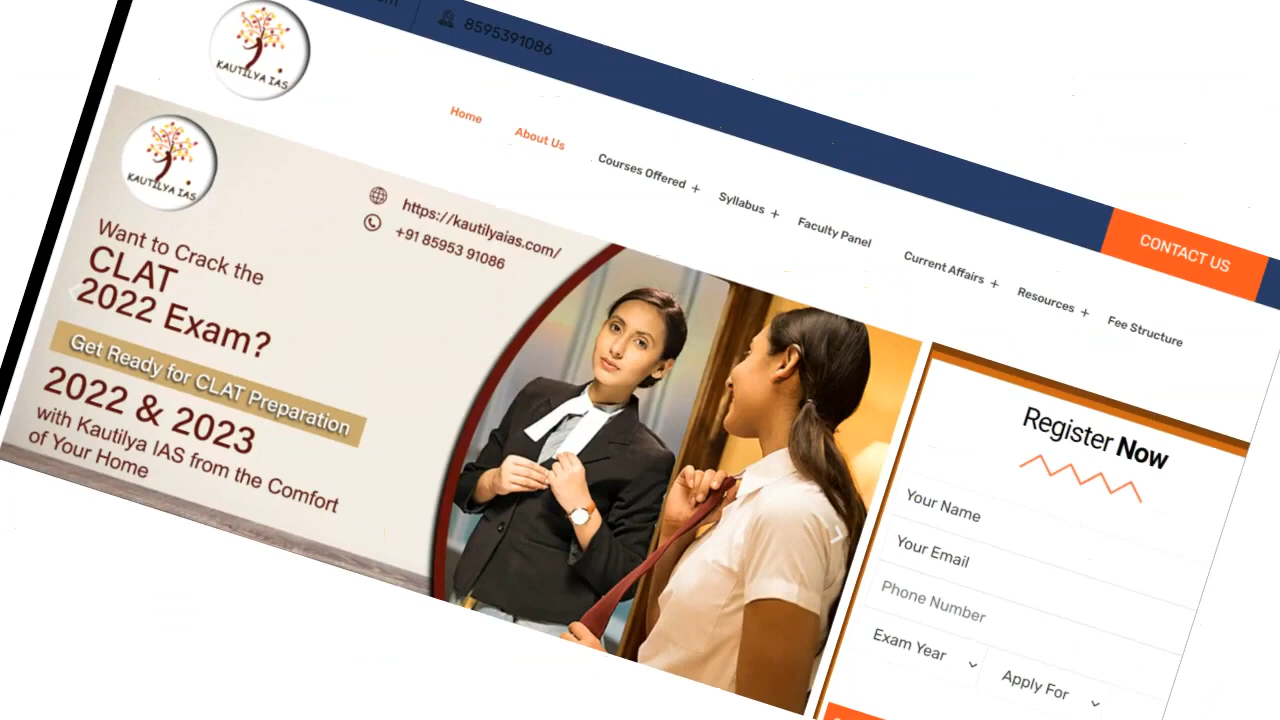 8595391086
KAUTILYA IAS
Home
About Us
Courses Offered +
Syllabus +
Faculty Panel
Current Affairs +
Resources +
Fee Structure
CONTACT US
KAUTILYA IAS
https://kautilyaias.com/
+91 85953 91086
Want to Crack the
CLAT
2022 Exam?
Get Ready for CLAT Preparation
2022 & 2023
with Kautilya IAS from the Comfort
of Your Home
Register Now
Your Name
Your Email
Phone Number
Exam Year
Apply For